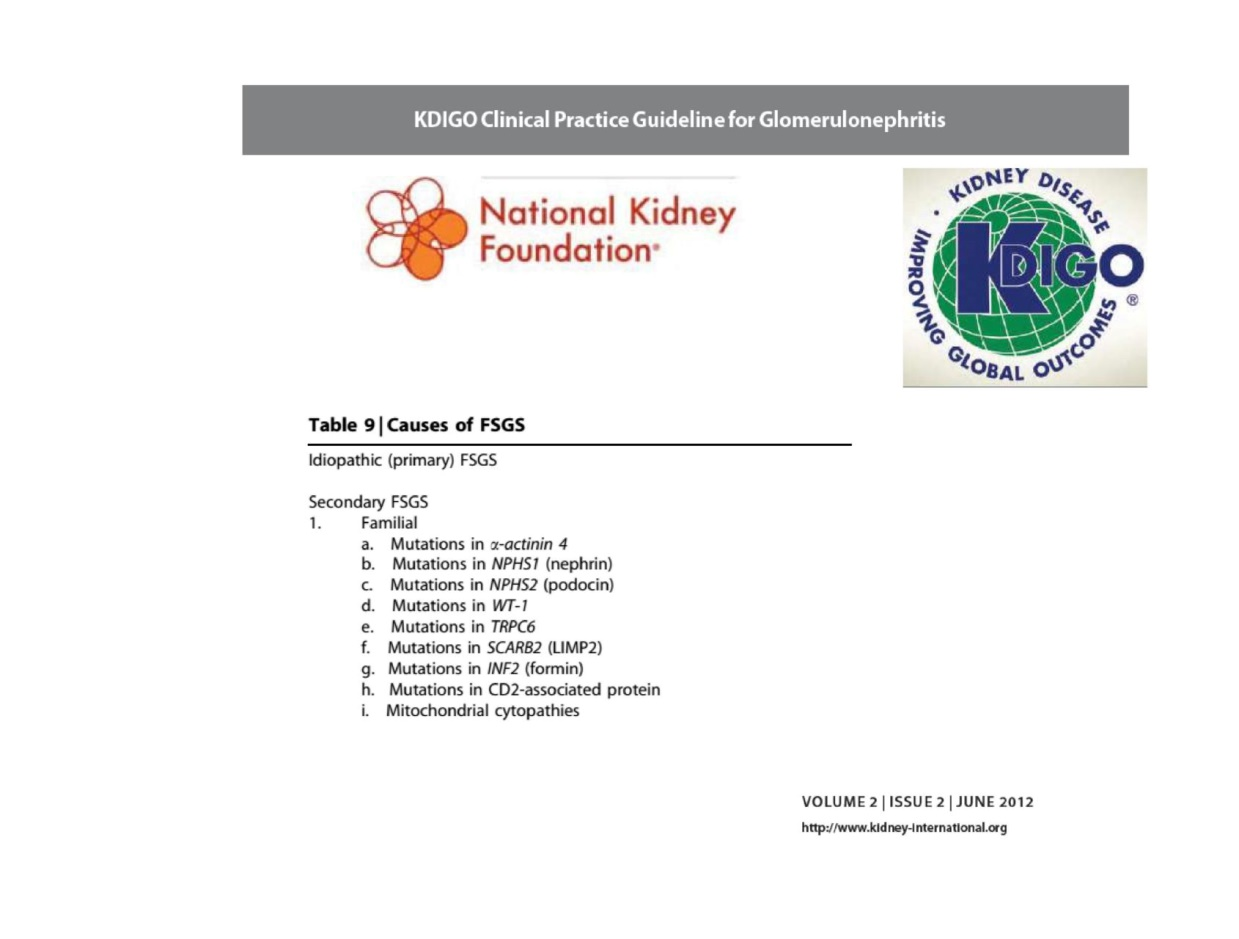 KDIGO Clinical Practice Guideline for Glomerulonephritis
National Kidney
Foundation®
· KIDNEY DISEASE
IMPROVING GLOBAL OUTCOMES
KDIGO
®
Table 9 | Causes of FSGS
Idiopathic (primary) FSGS
Secondary FSGS
1. Familial
a. Mutations in α-actinin 4
b. Mutations in NPHS1 (nephrin)
c. Mutations in NPHS2 (podocin)
d. Mutations in WT-1
e. Mutations in TRPC6
f. Mutations in SCARB2 (LIMP2)
g. Mutations in INF2 (formin)
h. Mutations in CD2-associated protein
i. Mitochondrial cytopathies
VOLUME 2 | ISSUE 2 | JUNE 2012
http://www.kidney-international.org